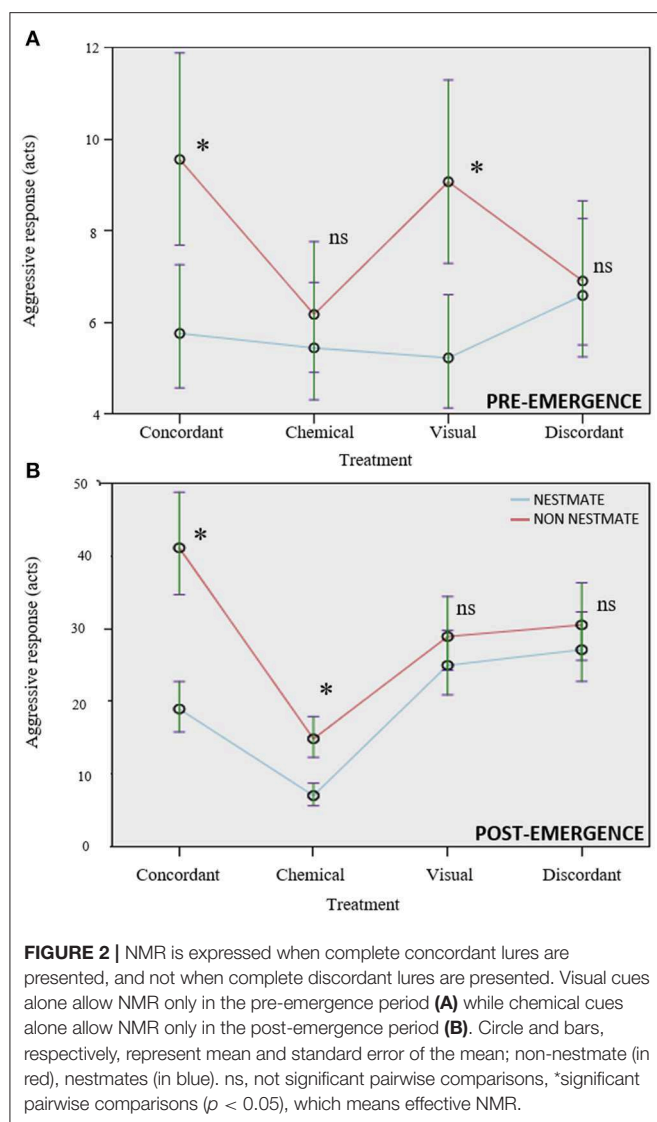 A
12
10
8
6
4
Aggressive response (acts)
*
ns
*
ns
PRE-EMERGENCE
Concordant Chemical Visual Discordant
Treatment
B
50
40
30
20
10
0
Aggressive response (acts)
NESTMATE
NON NESTMATE
*
*
ns
ns
POST-EMERGENCE
Concordant Chemical Visual Discordant
Treatment
FIGURE 2 | NMR is expressed when complete concordant lures are
presented, and not when complete discordant lures are presented. Visual cues
alone allow NMR only in the pre-emergence period (A) while chemical cues
alone allow NMR only in the post-emergence period (B). Circle and bars,
respectively, represent mean and standard error of the mean; non-nestmate (in
red), nestmates (in blue). ns, not significant pairwise comparisons, *significant
pairwise comparisons (p < 0.05), which means effective NMR.